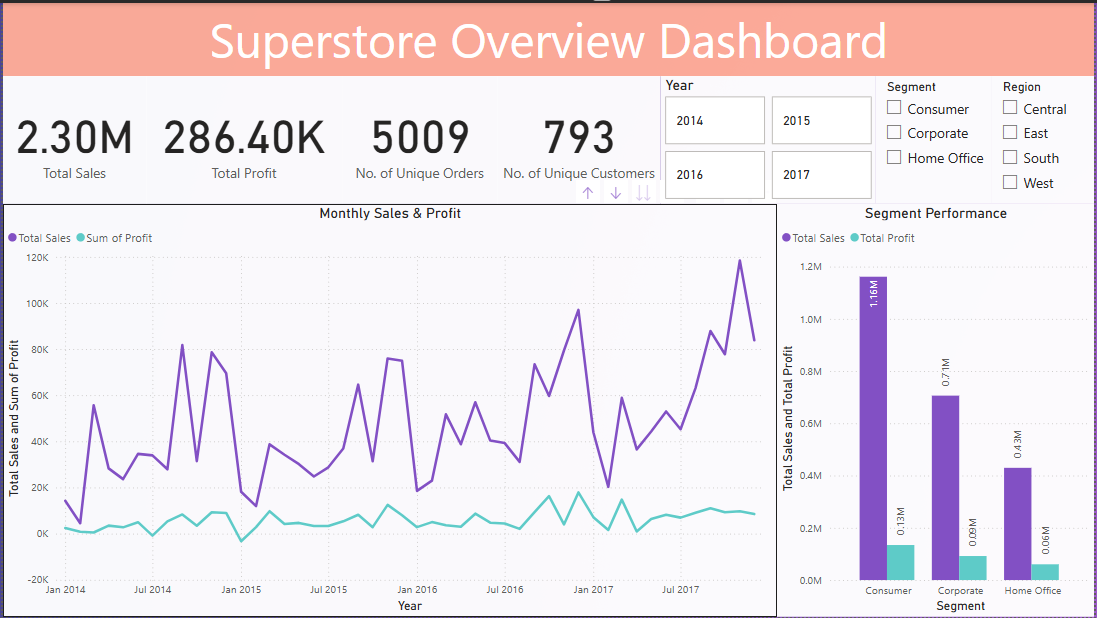 Superstore Overview Dashboard
2.30M
Total Sales
286.40K
Total Profit
5009
No. of Unique Orders
793
No. of Unique Customers
Year
2014
2015
2016
2017
Segment
Consumer
Corporate
Home Office
Region
Central
East
South
West
Monthly Sales & Profit
Total Sales Sum of Profit
Total Sales and Sum of Profit
120K
100K
80K
60K
40K
20K
0K
-20K
Jan 2014 Jul 2014 Jan 2015 Jul 2015 Jan 2016 Jul 2016 Jan 2017 Jul 2017
Year
Segment Performance
Total Sales Total Profit
Total Sales and Total Profit
1.2M
1.0M
0.8M
0.6M
0.4M
0.2M
0.0M
1.16M
0.13M
0.71M
0.09M
0.43M
0.06M
Consumer Corporate Home Office
Segment